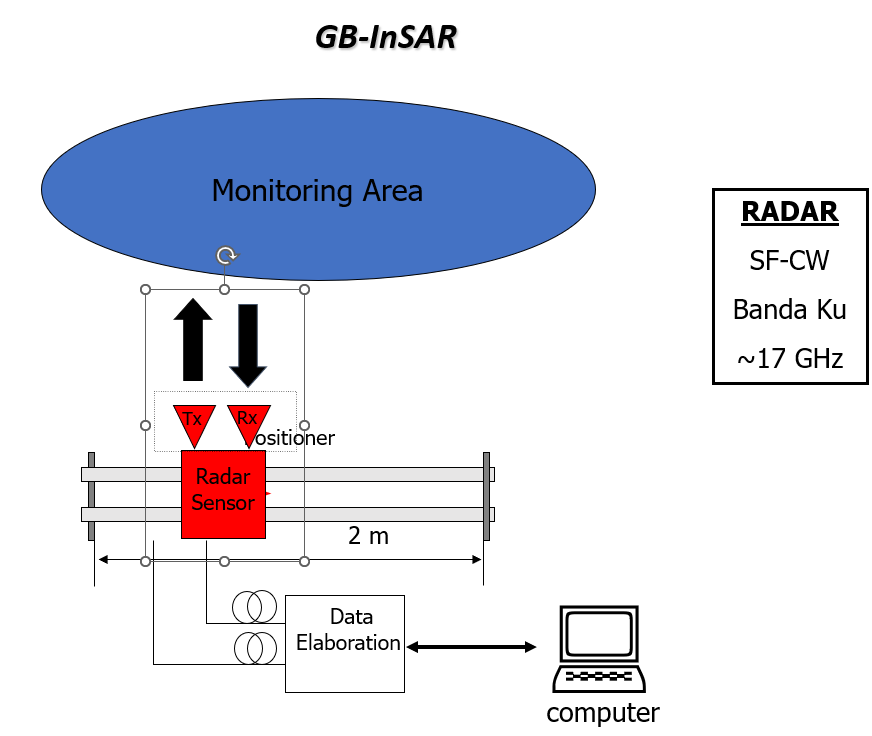 GB-InSAR
Monitoring Area
RADAR
SF-CW
Banda Ku
~17 GHz
Tx
Rx
ositioner
Radar
Sensor
2 m
Data
Elaboration
computer